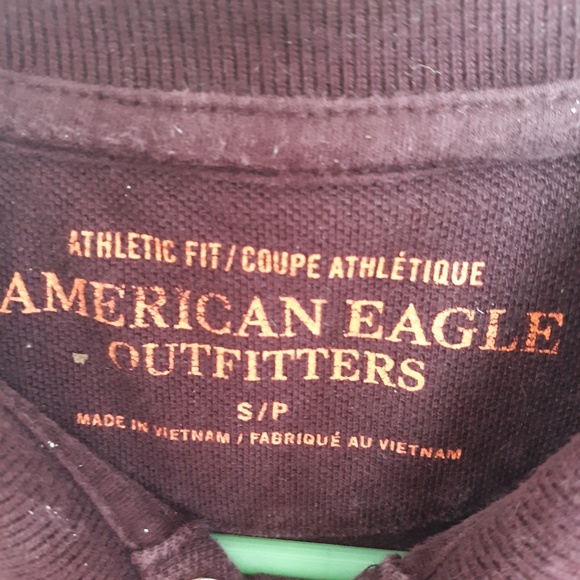 ATHLETIC FIT / COUPE ATHLÉTIQUE
AMERICAN EAGLE
OUTFITTERS
S/P
MADE IN VIETNAM / FABRIQUÉ AU VIETNAM